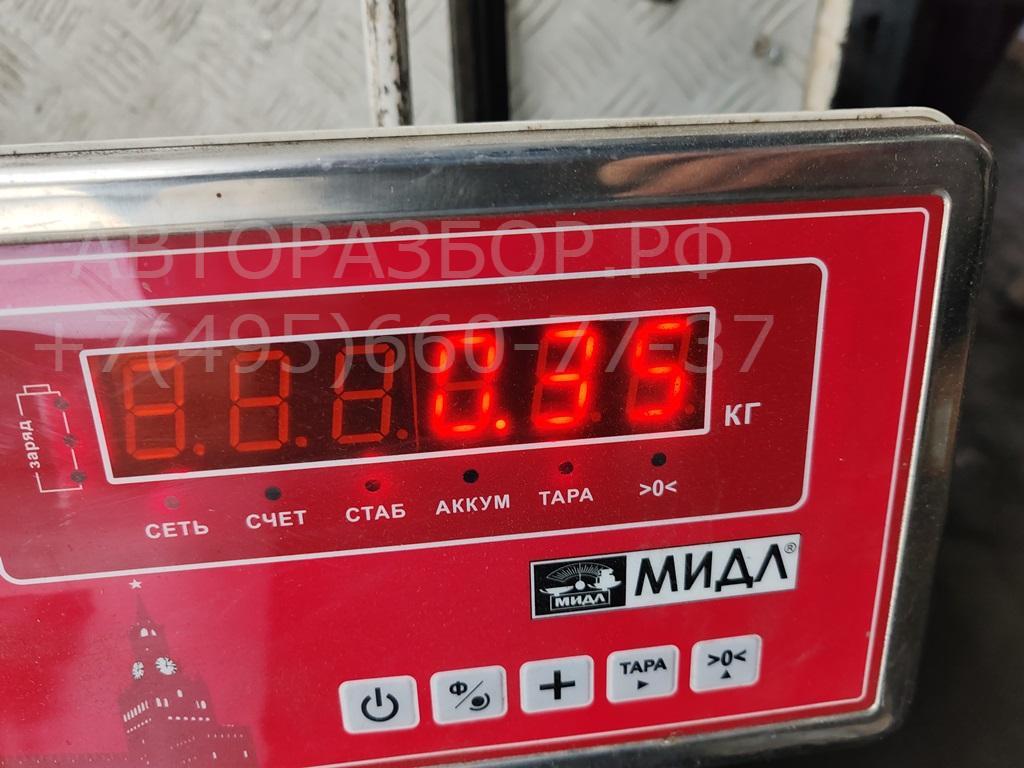 АВТОРАЗБОР.РФ
+7(495)660-77-37
0.35
КГ
заряд
СЕТЬ СЧЕТ СТАБ АККУМ ТАРА >0<
МИДЛ МИДЛ®
Ф/ + ТАРА >0<